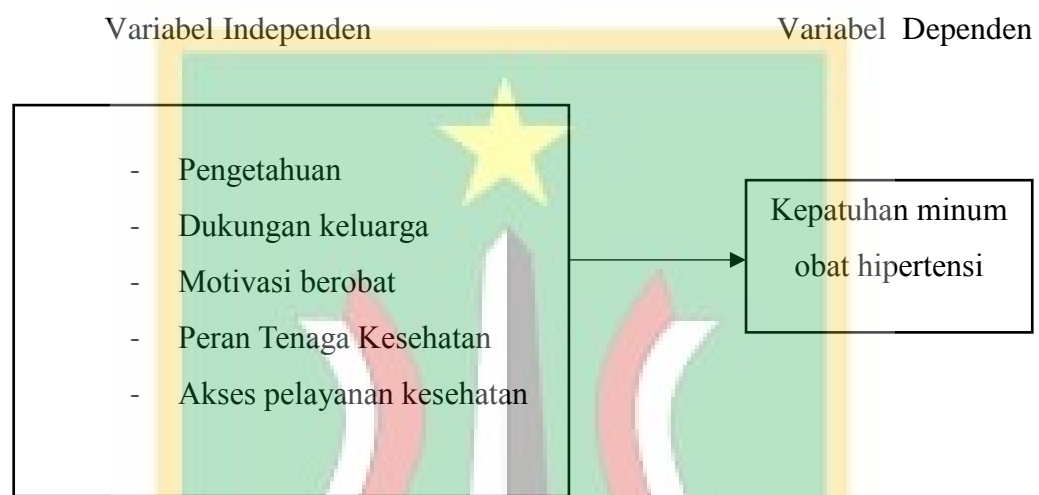 Variabel Independen
Variabel Dependen
- Pengetahuan
- Dukungan keluarga
- Motivasi berobat
- Peran Tenaga Kesehatan
- Akses pelayanan kesehatan
Kepatuhan minum
obat hipertensi